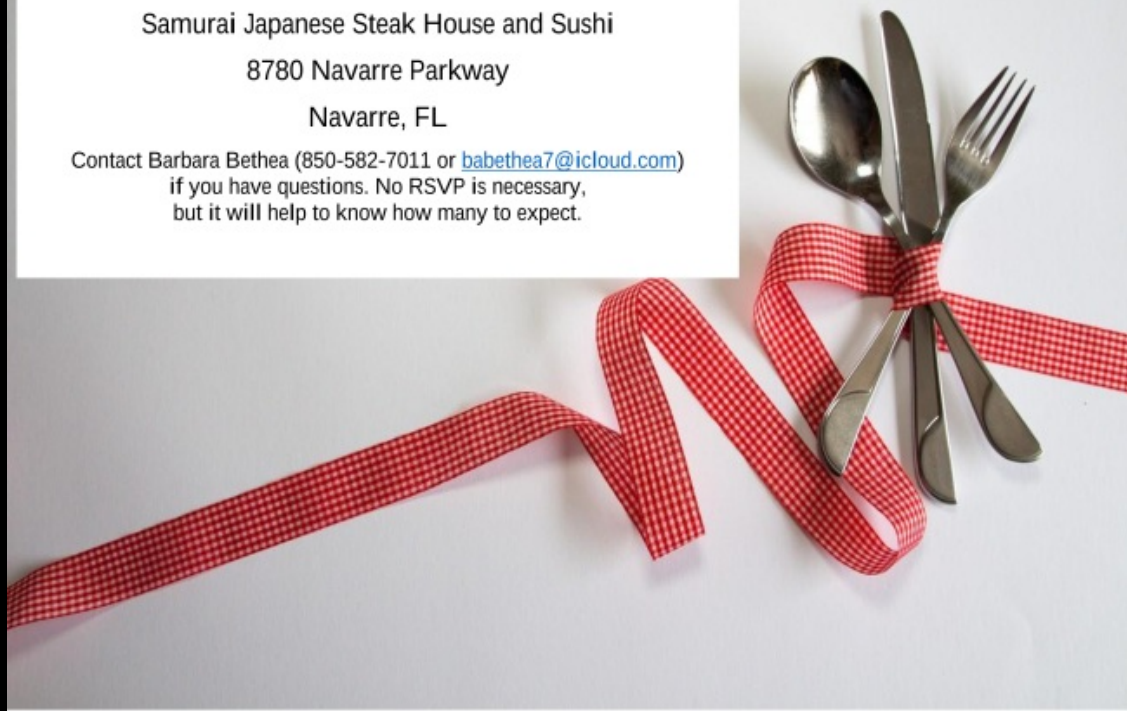 Samurai Japanese Steak House and Sushi
8780 Navarre Parkway
Navarre, FL
Contact Barbara Bethea (850-582-7011 or babethea7@icloud.com)
if you have questions. No RSVP is necessary,
but it will help to know how many to expect.